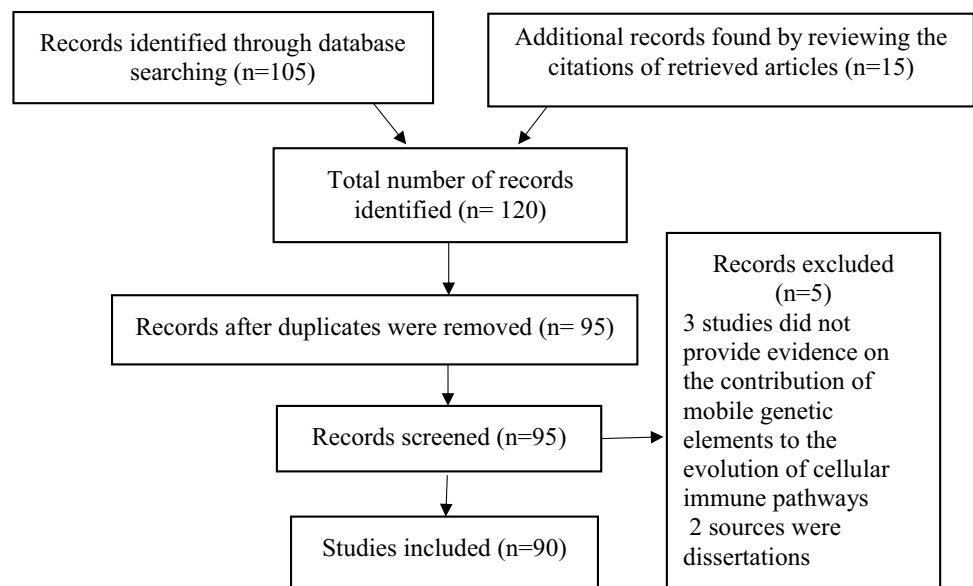 Records identified through database
searching (n=105)
Additional records found by reviewing the
citations of retrieved articles (n=15)
Total number of records
identified (n= 120)
Records after duplicates were removed (n= 95)
Records screened (n=95)
Records excluded
(n=5)
3 studies did not
provide evidence on
the contribution of
mobile genetic
elements to the
evolution of cellular
immune pathways
2 sources were
dissertations
Studies included (n=90)